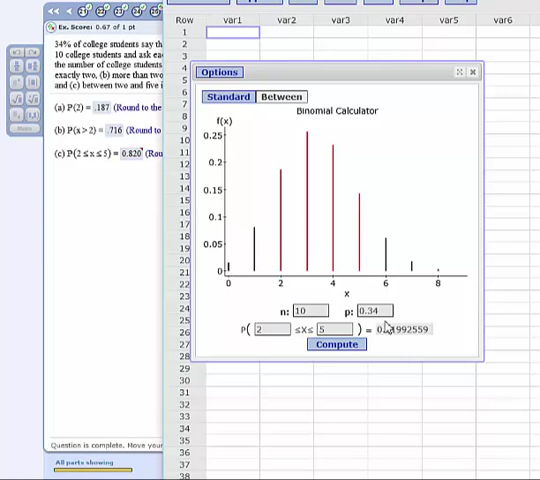 Row var1 var2 var3 var4 var5 var6
Ex. Score: 0.67 of 1 pt
34% of college students say th
10 college students and ask ea
the number of college students
exactly two, (b) more than two
and (c) between two and five i
(a) P(2) = .187 (Round to the
(b) P(x>2) = .716 (Round to
(c) P(2≤x≤5) = 0.820 (Rou
Question is complete. Move your
All parts showing
1
2
3
4
5
6
7
8
9
10
11
12
13
14
15
16
17
18
19
20
21
22
23
24
25
26
27
28
29
30
31
32
33
34
35
36
37
38
Options
Standard Between
Binomial Calculator
f(x)
0.25
0.2
0.15
0.1
0.05
0
0 2 4 6 8
x
n: 10 p: 0.34
P( 2 ≤X≤ 5 ) = 1992559
Compute